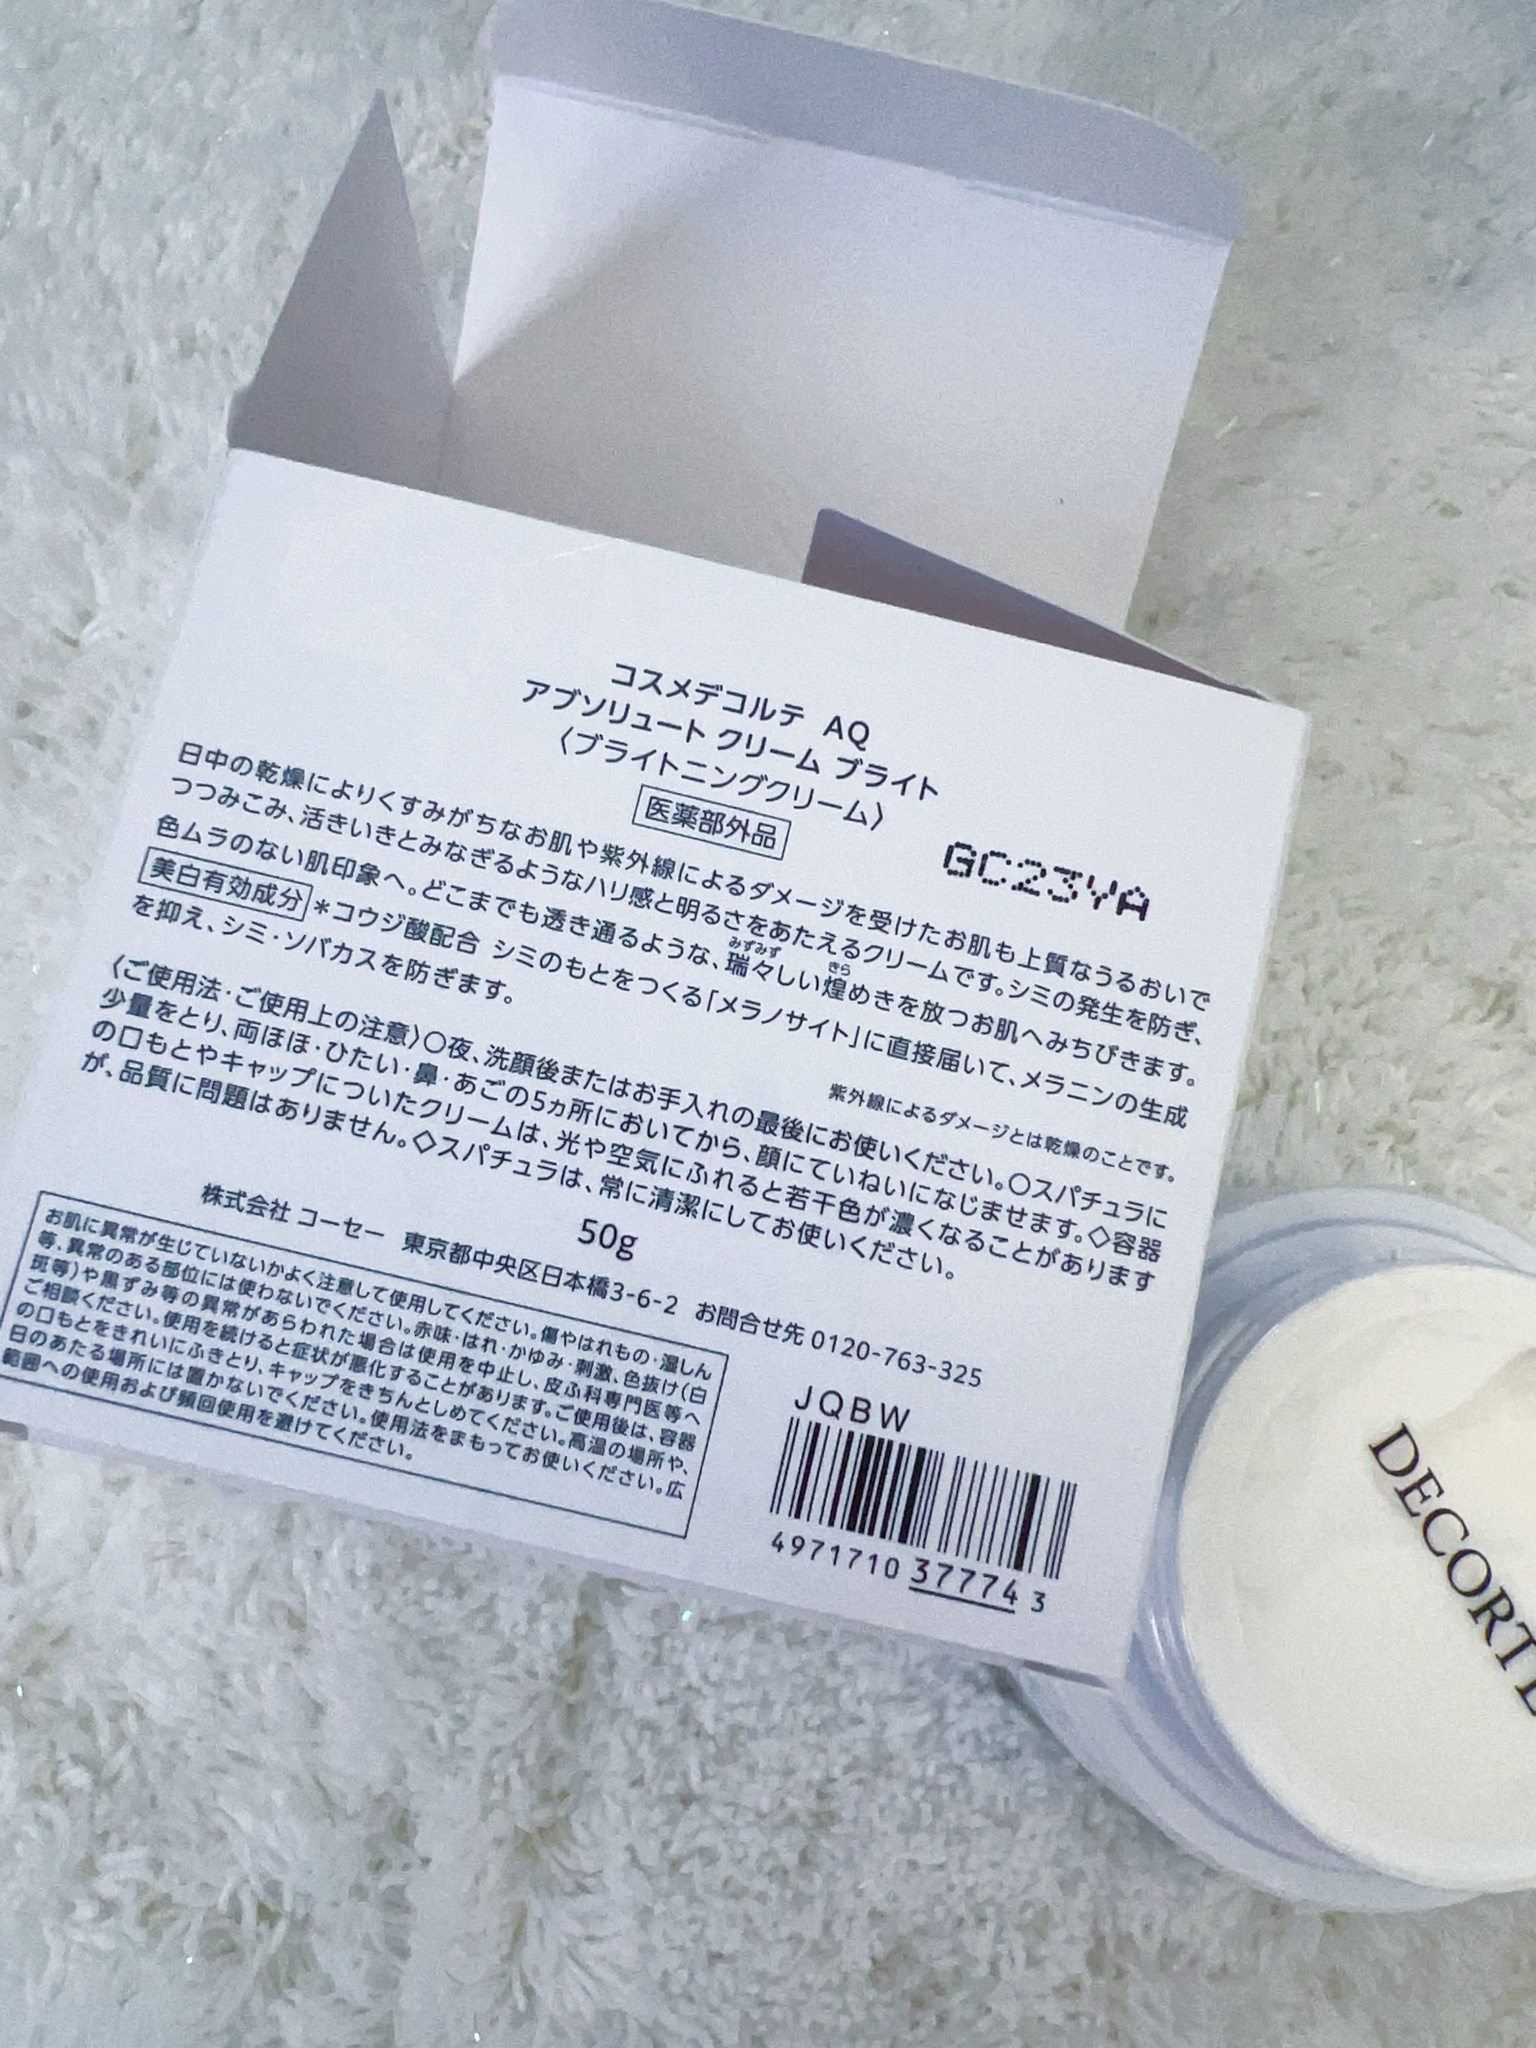 コスメデコルテ AQ
アブソリュート クリーム ブライト
〈ブライトニングクリーム〉
医薬部外品
GC23YA
日中の乾燥によりくすみがちなお肌や紫外線によるダメージを受けたお肌も上質なうるおいで
つつみこみ、活きいきとみなぎるようなハリ感と明るさをあたえるクリームです。シミの発生を防ぎ、
色ムラのない肌印象へ。どこまでも透き通るような、瑞々しい煌めきを放つお肌へみちびきます。
みずみず
きら
美白有効成分 *コウジ酸配合 シミのもとをつくる「メラノサイト」に直接届いて、メラニンの生成
を抑え、シミ・ソバカスを防ぎます。
紫外線によるダメージとは乾燥のことです。
〈ご使用法・ご使用上の注意〉○夜、洗顔後またはお手入れの最後にお使いください。○スパチュラに
少量をとり、両ほほ・ひたい・鼻・あごの5ヵ所においてから、顔にていねいになじませます。◇容器
の口もとやキャップについたクリームは、光や空気にふれると若干色が濃くなることがあります
が、品質に問題はありません。◇スパチュラは、常に清潔にしてお使いください。
50g
株式会社 コーセー 東京都中央区日本橋3-6-2 お問合せ先 0120-763-325
お肌に異常が生じていないかよく注意して使用してください。傷やはれもの・湿しん
等、異常のある部位には使わないでください。赤味・はれ・かゆみ・刺激、色抜け(白
斑等)や黒ずみ等の異常があらわれた場合は使用を中止し、皮ふ科専門医等へ
ご相談ください。使用を続けると症状が悪化することがあります。ご使用後は、容器
の口もとをきれいにふきとり、キャップをきちんとしめてください。高温の場所や、
日のあたる場所には置かないでください。使用法をまもってお使いください。広
範囲への使用および頻回使用を避けてください。
JQBW
4971710 377774 3
DECORTE